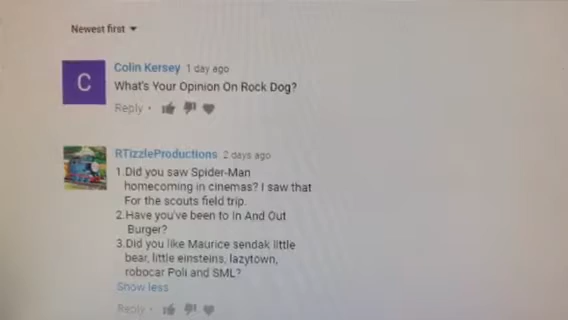 Newest first
C
Colin Kersey 1 day ago
What's Your Opinion On Rock Dog?
Reply
RTizzleProductions 2 days ago
1.Did you saw Spider-Man
homecoming in cinemas? I saw that
For the scouts field trip.
2.Have you've been to In And Out
Burger?
3.Did you like Maurice sendak little
bear, little einsteins, lazytown,
robocar Poli and SML?
Show less
Reply